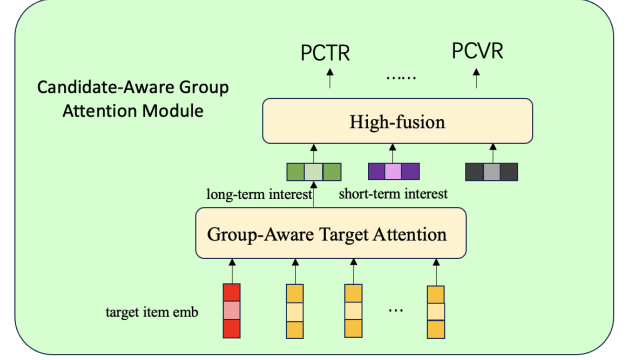 PCTR
......
PCVR
Candidate-Aware Group
Attention Module
High-fusion
long-term interest
short-term interest
Group-Aware Target Attention
target item emb
...